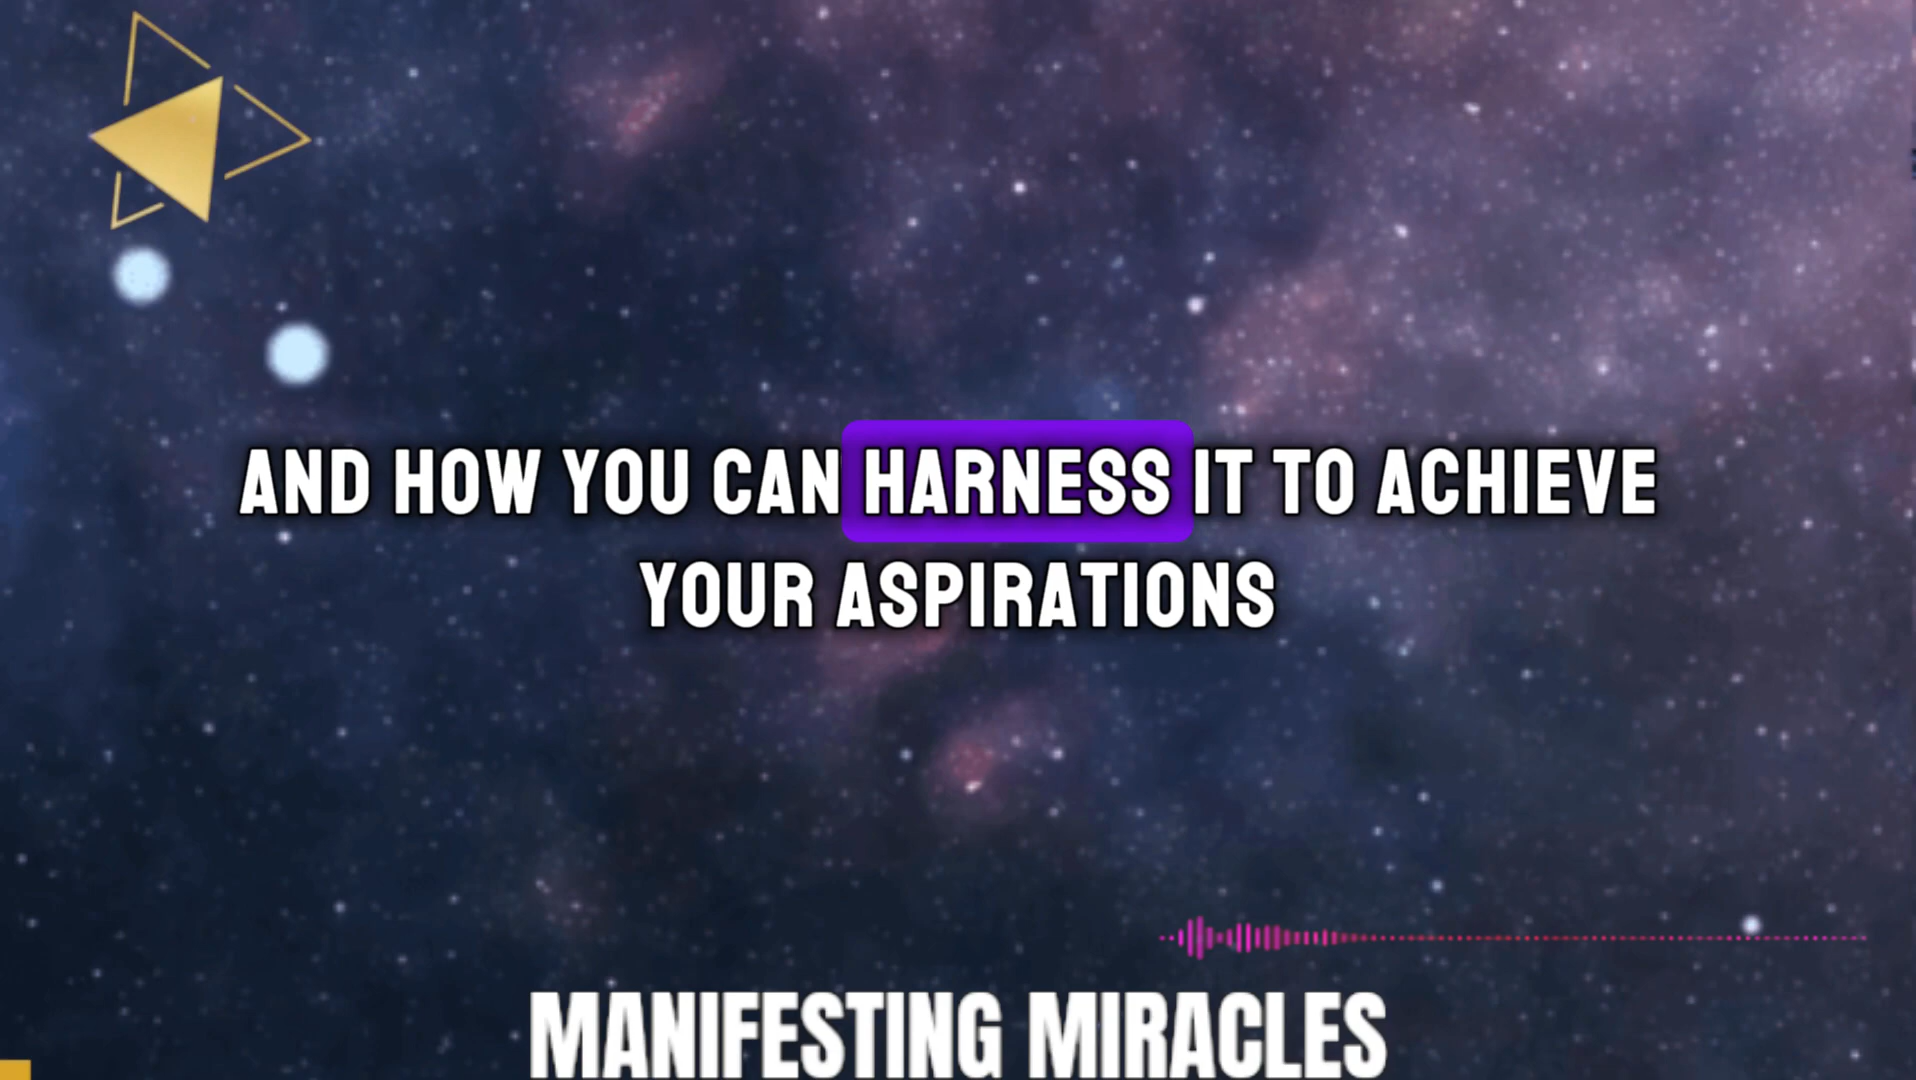 AND HOW YOU CAN HARNESS IT TO ACHIEVE
YOUR ASPIRATIONS
MANIFESTING MIRACLES